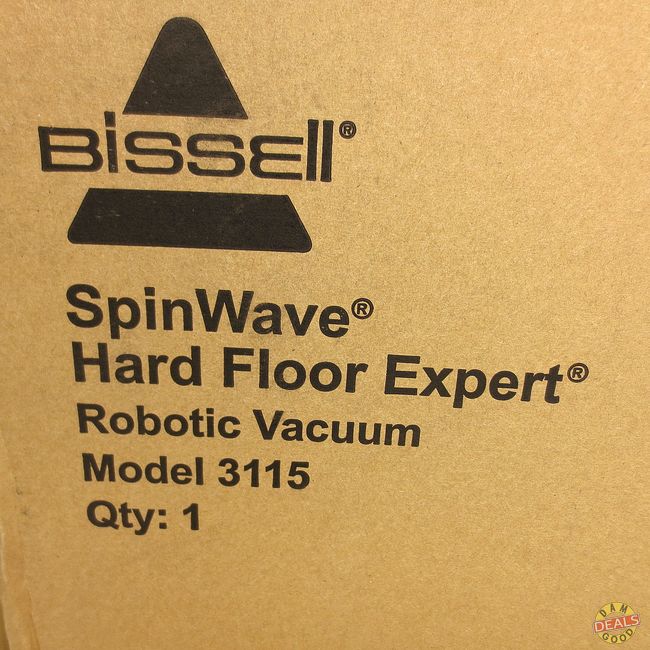 BISSELL®
SpinWave®
Hard Floor Expert®
Robotic Vacuum
Model 3115
Qty: 1
DAM
DEALS
GOOD